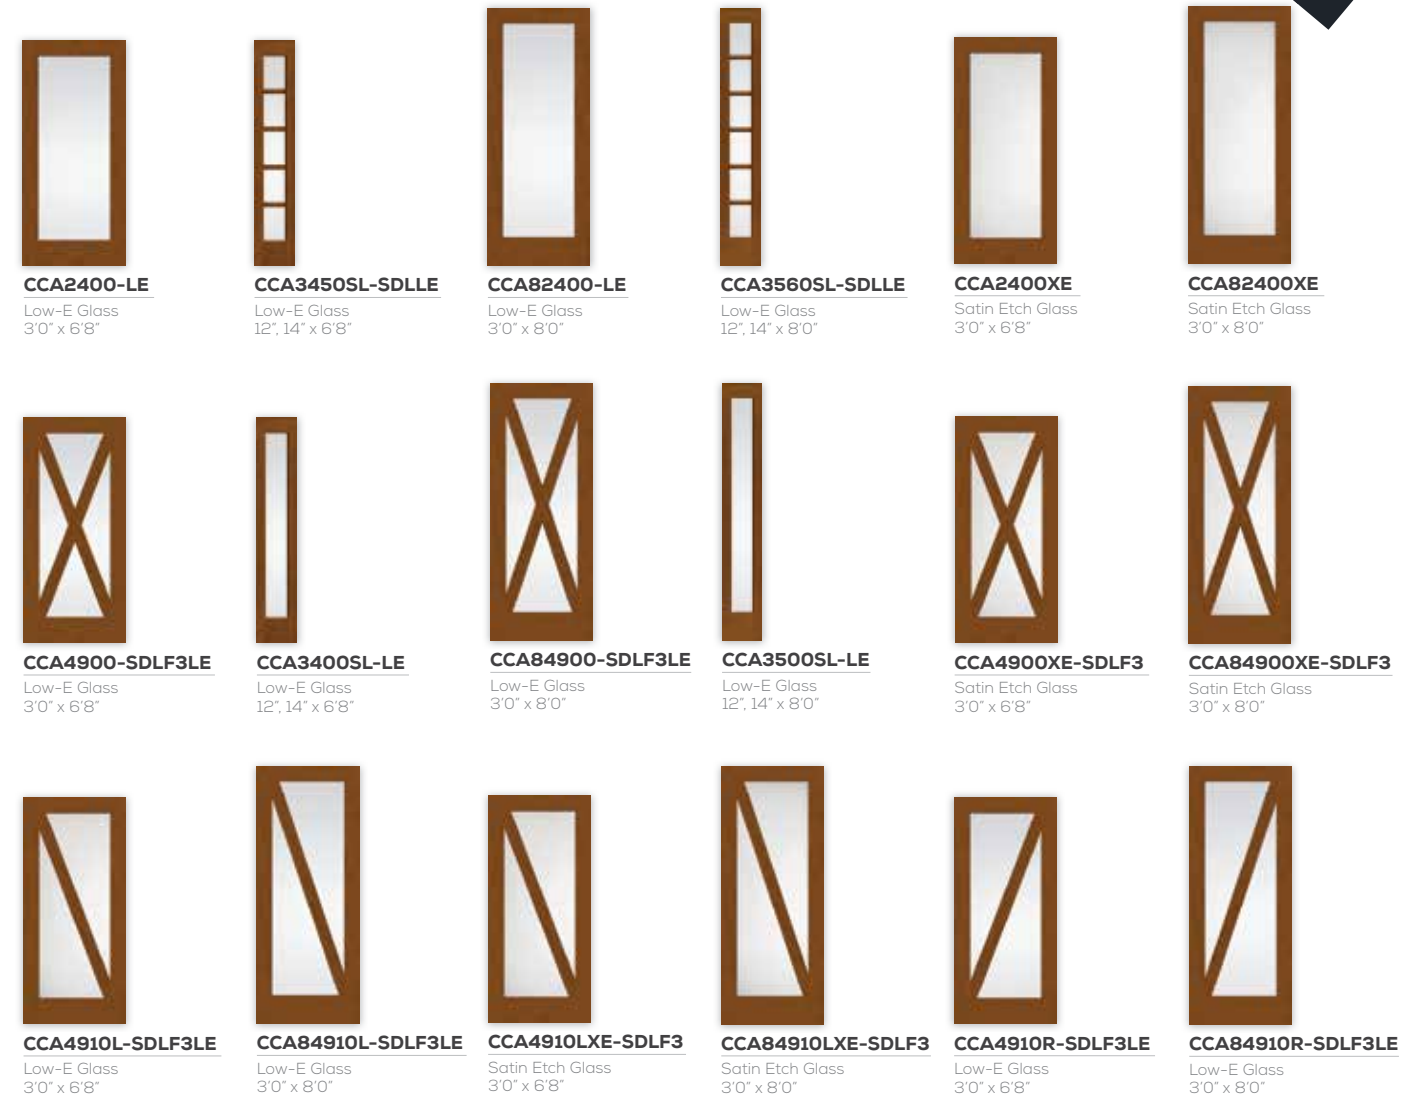 CCA2400-LE
Low-E Glass
3'0" x 6'8"
CCA3450SL-SDLLE
Low-E Glass
12", 14" x 6'8"
CCA82400-LE
Low-E Glass
3'0" x 8'0"
CCA3560SL-SDLLE
Low-E Glass
12", 14" x 8'0"
CCA2400XE
Satin Etch Glass
3'0" x 6'8"
CCA82400XE
Satin Etch Glass
3'0" x 8'0"
CCA4900-SDLF3LE
Low-E Glass
3'0" x 6'8"
CCA3400SL-LE
Low-E Glass
12", 14" x 6'8"
CCA84900-SDLF3LE
Low-E Glass
3'0" x 8'0"
CCA3500SL-LE
Low-E Glass
12", 14" x 8'0"
CCA4900XE-SDLF3
Satin Etch Glass
3'0" x 6'8"
CCA84900XE-SDLF3
Satin Etch Glass
3'0" x 8'0"
CCA4910L-SDLF3LE
Low-E Glass
3'0" x 6'8"
CCA84910L-SDLF3LE
Low-E Glass
3'0" x 8'0"
CCA4910LXE-SDLF3
Satin Etch Glass
3'0" x 6'8"
CCA84910LXE-SDLF3
Satin Etch Glass
3'0" x 8'0"
CCA4910R-SDLF3LE
Low-E Glass
3'0" x 6'8"
CCA84910R-SDLF3LE
Low-E Glass
3'0" x 8'0"